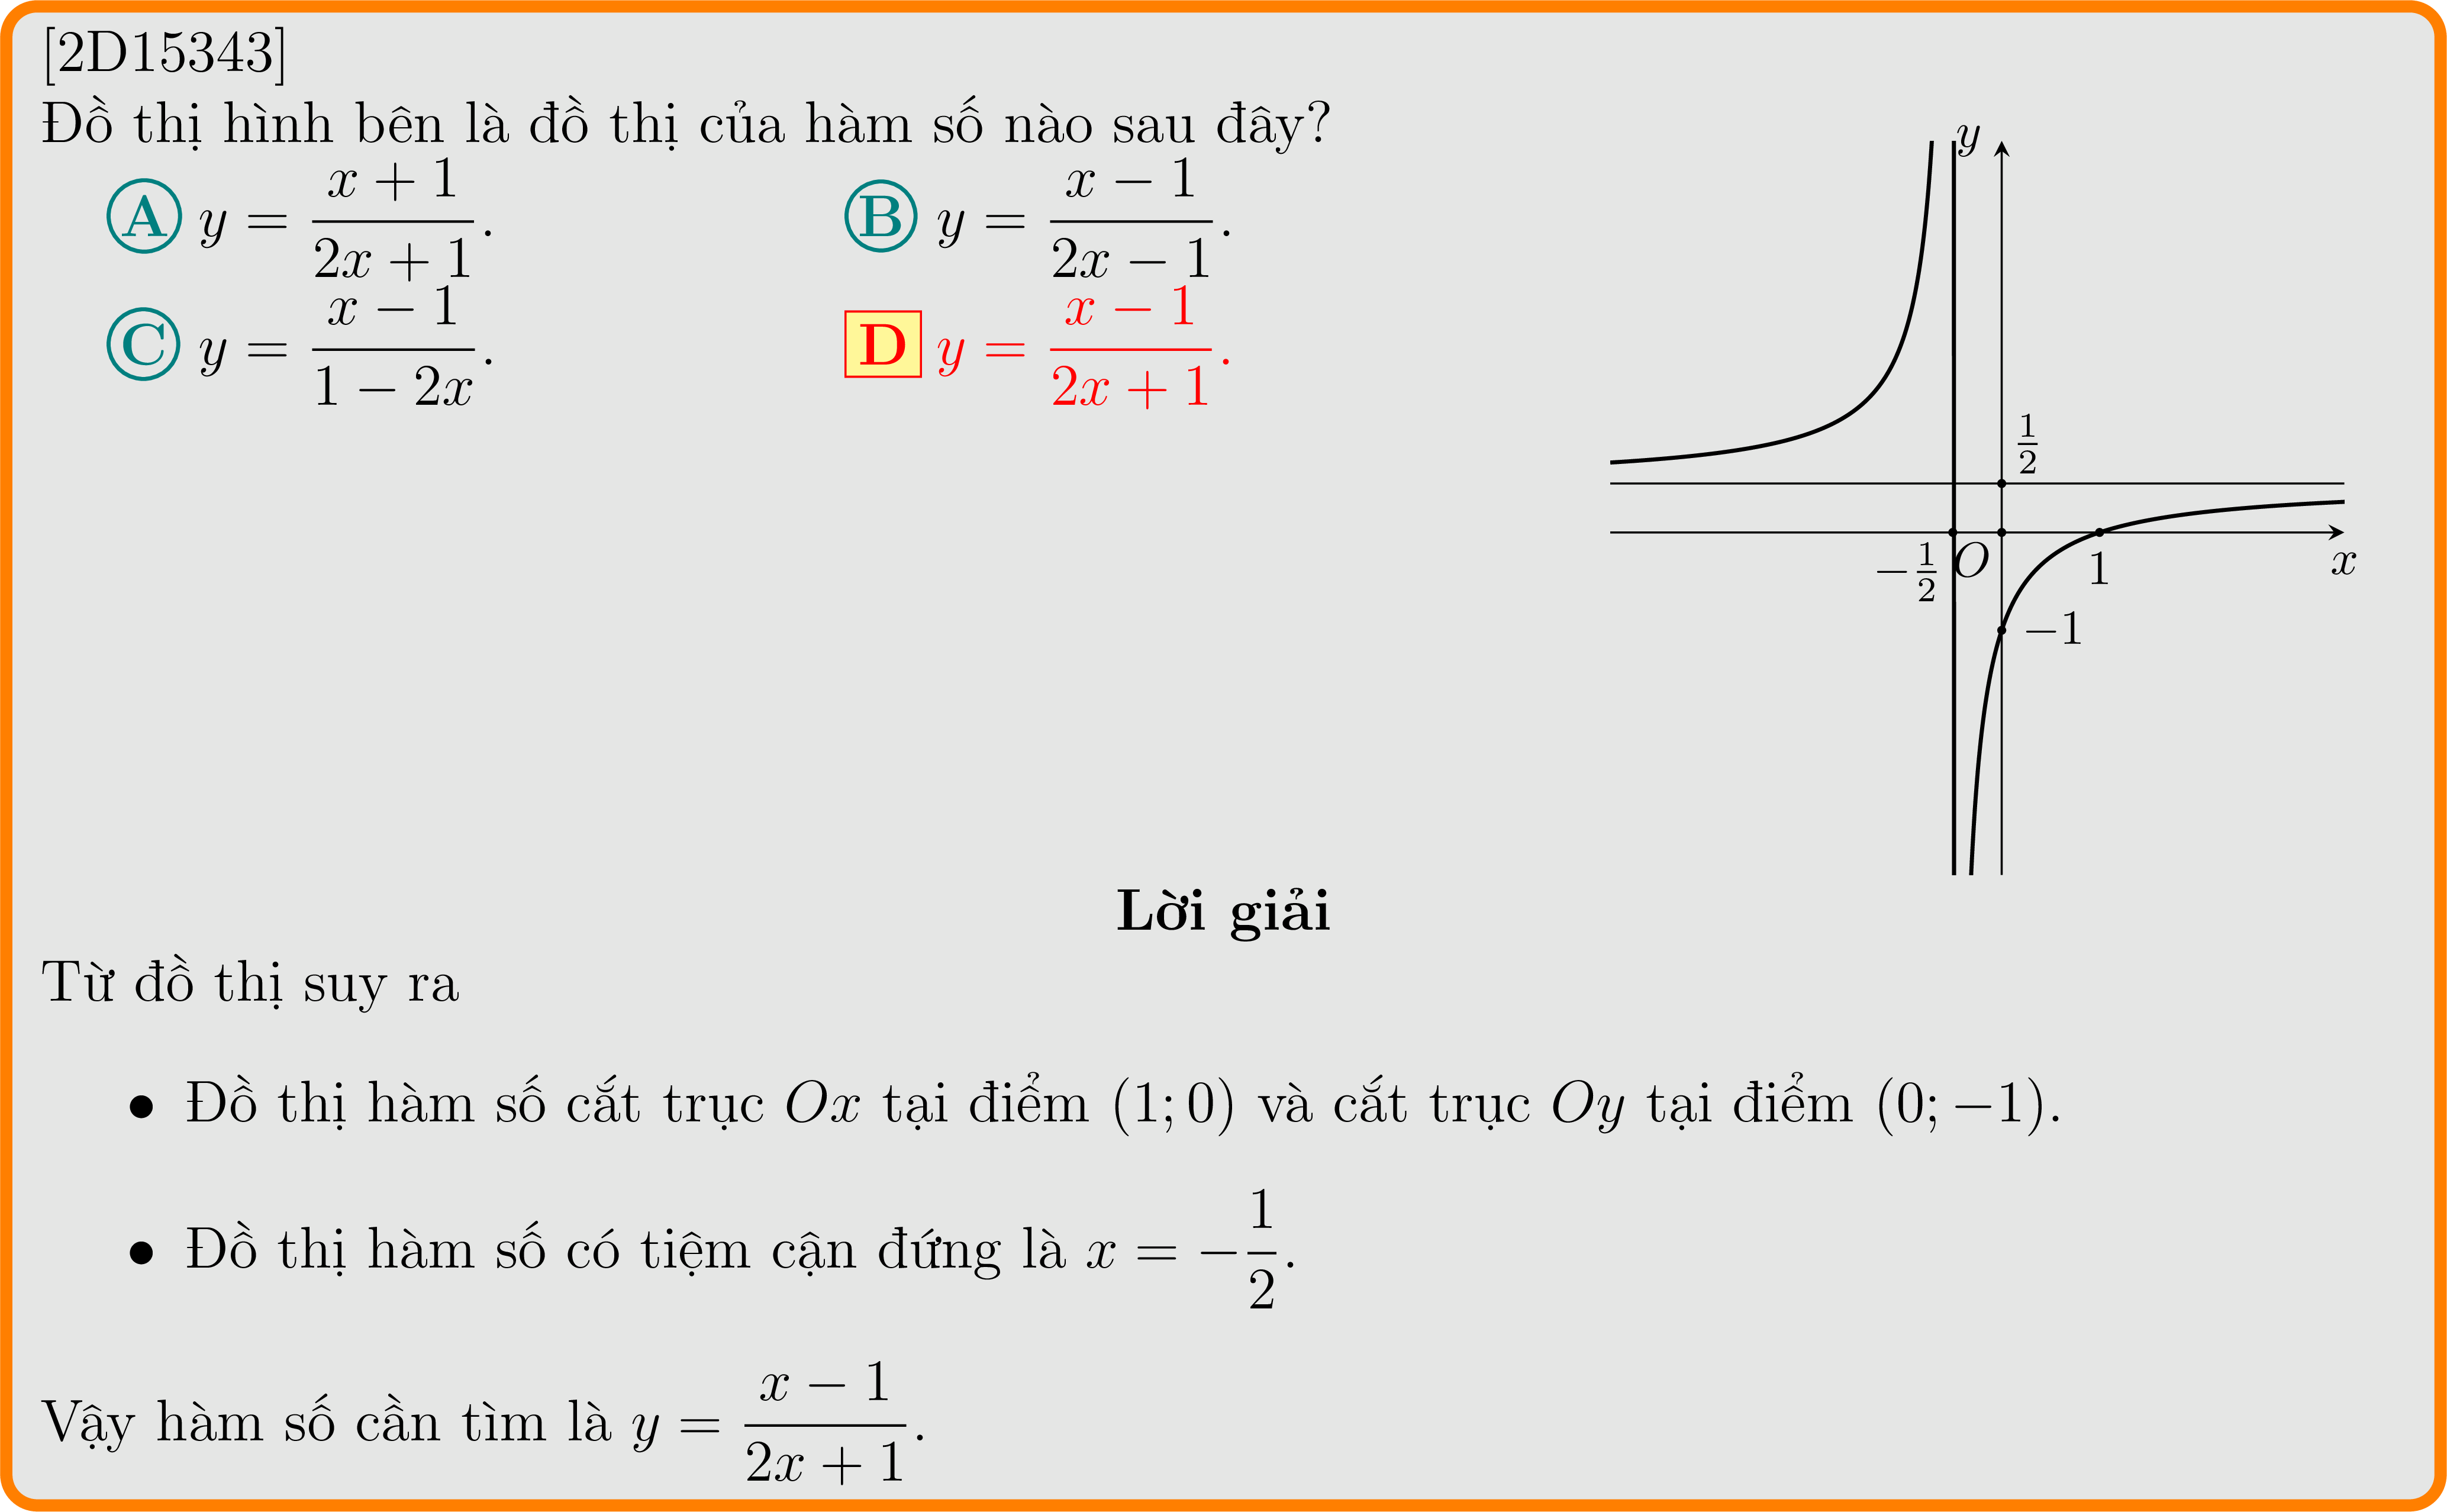 [2D15343]
Đồ thị hình bên là đồ thị của hàm số nào sau đây?
A y = \frac{x + 1}{2x + 1}. B y = \frac{x - 1}{2x - 1}.
C y = \frac{x - 1}{1 - 2x}. D y = \frac{x - 1}{2x + 1}.
y
\frac{1}{2}
-\frac{1}{2} O 1 x
-1
Lời giải
Từ đồ thị suy ra
• Đồ thị hàm số cắt trục Ox tại điểm (1; 0) và cắt trục Oy tại điểm (0; −1).
• Đồ thị hàm số có tiệm cận đứng là x = -\frac{1}{2}.
Vậy hàm số cần tìm là y = \frac{x - 1}{2x + 1}.